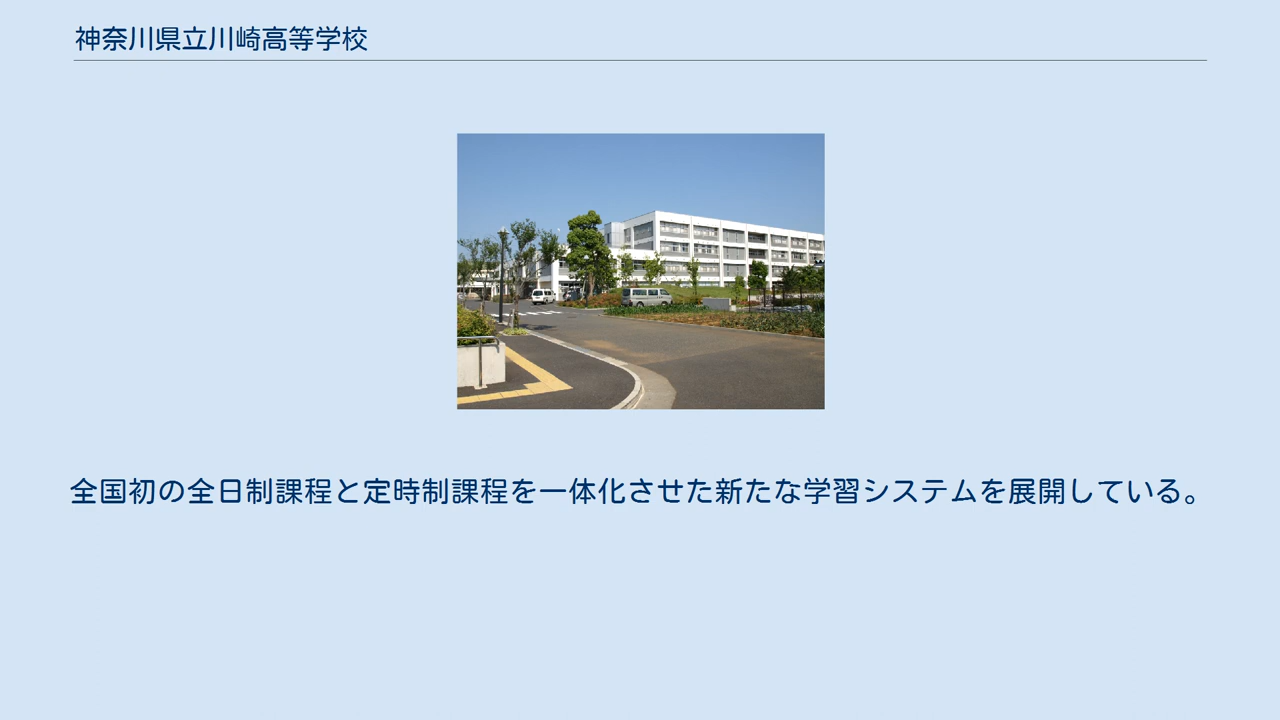 神奈川県立川崎高等学校
全国初の全日制課程と定時制課程を一体化させた新たな学習システムを展開している。